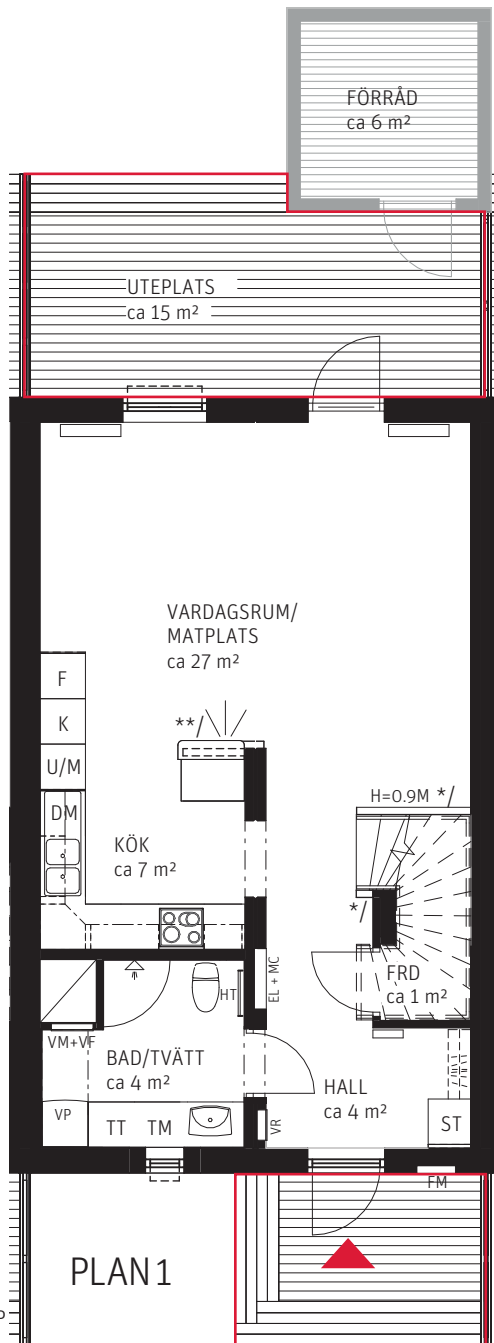 FÖRRÅD
ca 6 m²
UTEPLATS
ca 15 m²
VARDAGSRUM/
MATPLATS
ca 27 m²
F
K
**/
U/M
H=0.9M */
DM
KÖK
ca 7 m²
*/
EL + MC
FRD
ca 1 m²
HT
VM+VF
BAD/TVÄTT
ca 4 m²
HALL
ca 4 m²
VP
TT TM
VR
ST
FM
PLAN 1